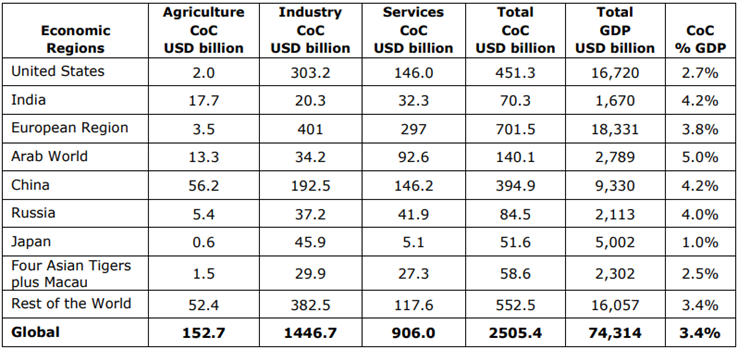 Economic Regions Agriculture CoC USD billion Industry CoC USD billion Services CoC USD billion Total CoC USD billion Total GDP USD billion CoC % GDP
United States 2.0 303.2 146.0 451.3 16,720 2.7%
India 17.7 20.3 32.3 70.3 1,670 4.2%
European Region 3.5 401 297 701.5 18,331 3.8%
Arab World 13.3 34.2 92.6 140.1 2,789 5.0%
China 56.2 192.5 146.2 394.9 9,330 4.2%
Russia 5.4 37.2 41.9 84.5 2,113 4.0%
Japan 0.6 45.9 5.1 51.6 5,002 1.0%
Four Asian Tigers plus Macau 1.5 29.9 27.3 58.6 2,302 2.5%
Rest of the World 52.4 382.5 117.6 552.5 16,057 3.4%
Global 152.7 1446.7 906.0 2505.4 74,314 3.4%